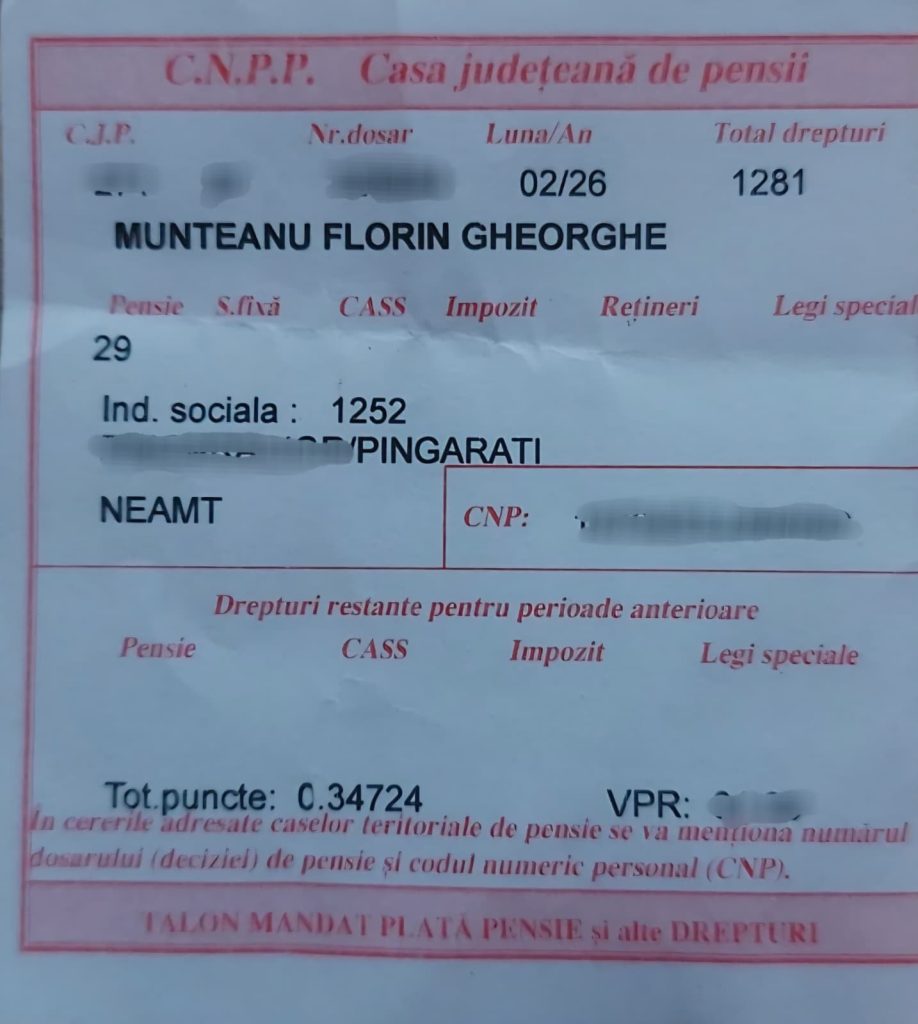 C.N.P.P. Casa județeană de pensii
C.J.P. Nr.dosar Luna/An Total drepturi
02/26 1281
MUNTEANU FLORIN GHEORGHE
Pensie S.fixă CASS Impozit Rețineri Legi special
29
Ind. sociala : 1252
/PINGARATI
NEAMT
CNP:
Drepturi restante pentru perioade anterioare
Pensie CASS Impozit Legi speciale
Tot.puncte: 0.34724 VPR:
În cererile adresate caselor teritoriale de pensie se va menționa numărul
dosarului (deciziei) de pensie și codul numeric personal (CNP).
TALON MANDAT PLATĂ PENSIE și alte DREPTURI